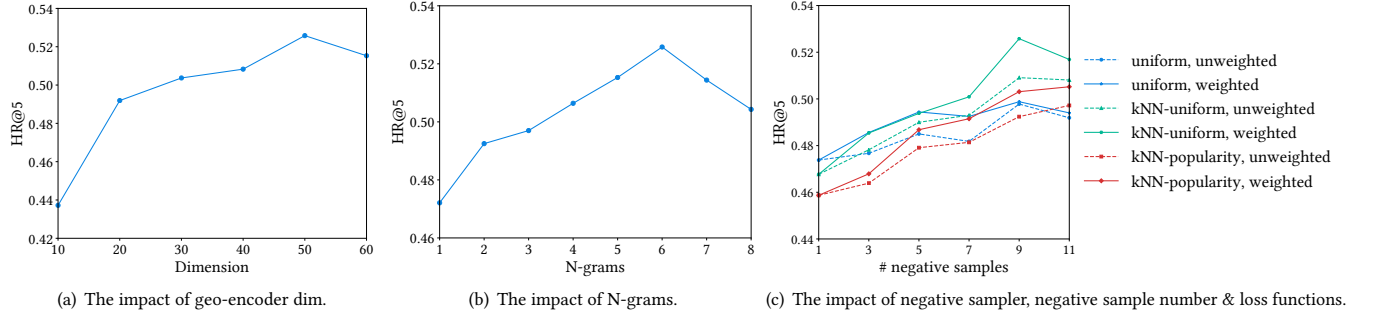 0.54
0.52
0.50
0.48
0.46
0.44
0.42
HR@5
10 20 30 40 50 60
Dimension
(a) The impact of geo-encoder dim.
0.54
0.52
0.50
0.48
0.46
HR@5
1 2 3 4 5 6 7 8
N-grams
(b) The impact of N-grams.
0.54
0.52
0.50
0.48
0.46
0.44
HR@5
1 3 5 7 9 11
# negative samples
uniform, unweighted
uniform, weighted
kNN-uniform, unweighted
kNN-uniform, weighted
kNN-popularity, unweighted
kNN-popularity, weighted
(c) The impact of negative sampler, negative sample number & loss functions.